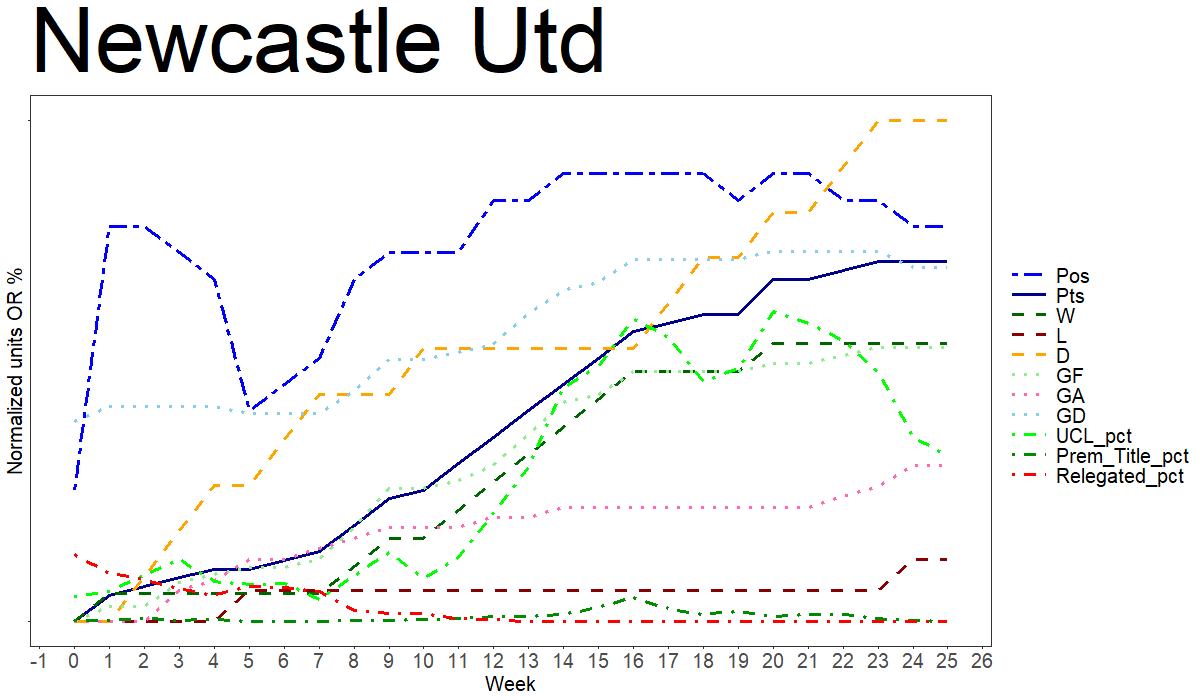 Newcastle Utd
Normalized units OR %
-1 0 1 2 3 4 5 6 7 8 9 10 11 12 13 14 15 16 17 18 19 20 21 22 23 24 25 26
Week
Pos
Pts
W
L
D
GF
GA
GD
UCL_pct
Prem_Title_pct
Relegated_pct